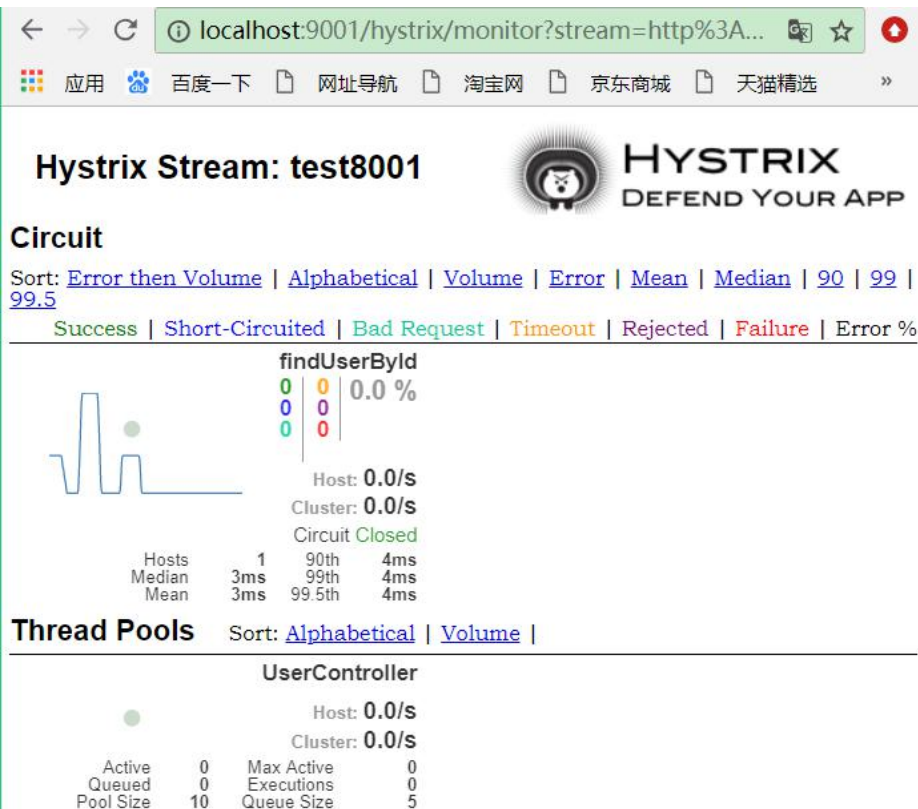 localhost:9001/hystrix/monitor?stream=http%3A...
应用 百度一下 网址导航 淘宝网 京东商城 天猫精选 »
Hystrix Stream: test8001
HYSTRIX
DEFEND YOUR APP
Circuit
Sort: Error then Volume | Alphabetical | Volume | Error | Mean | Median | 90 | 99 |
99.5
Success | Short-Circuited | Bad Request | Timeout | Rejected | Failure | Error %
findUserById
0 0 0.0 %
0 0
0 0
Host: 0.0/s
Cluster: 0.0/s
Circuit Closed
Hosts 1 90th 4ms
Median 3ms 99th 4ms
Mean 3ms 99.5th 4ms
Thread Pools Sort: Alphabetical | Volume |
UserController
Host: 0.0/s
Cluster: 0.0/s
Active 0 Max Active 0
Queued 0 Executions 0
Pool Size 10 Queue Size 5